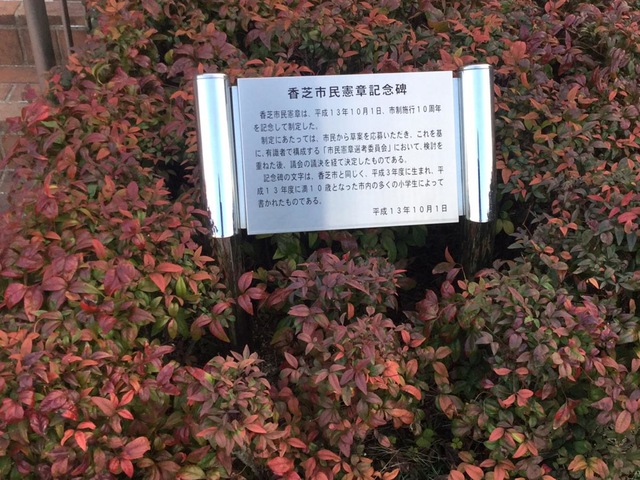 香芝市民憲章記念碑
香芝市民憲章は、平成13年10月1日、市制施行10周年
を記念して制定した。
制定にあたっては、市民から草案を応募いただき、これを基
に、有識者で構成する「市民憲章選考委員会」において、検討を
重ねた後、議会の議決を経て決定したものである。
記念碑の文字は、香芝市と同じく、平成3年度に生まれ、平
成13年度に満10歳となった市内の多くの小学生によって
書かれたものである。
平成13年10月1日